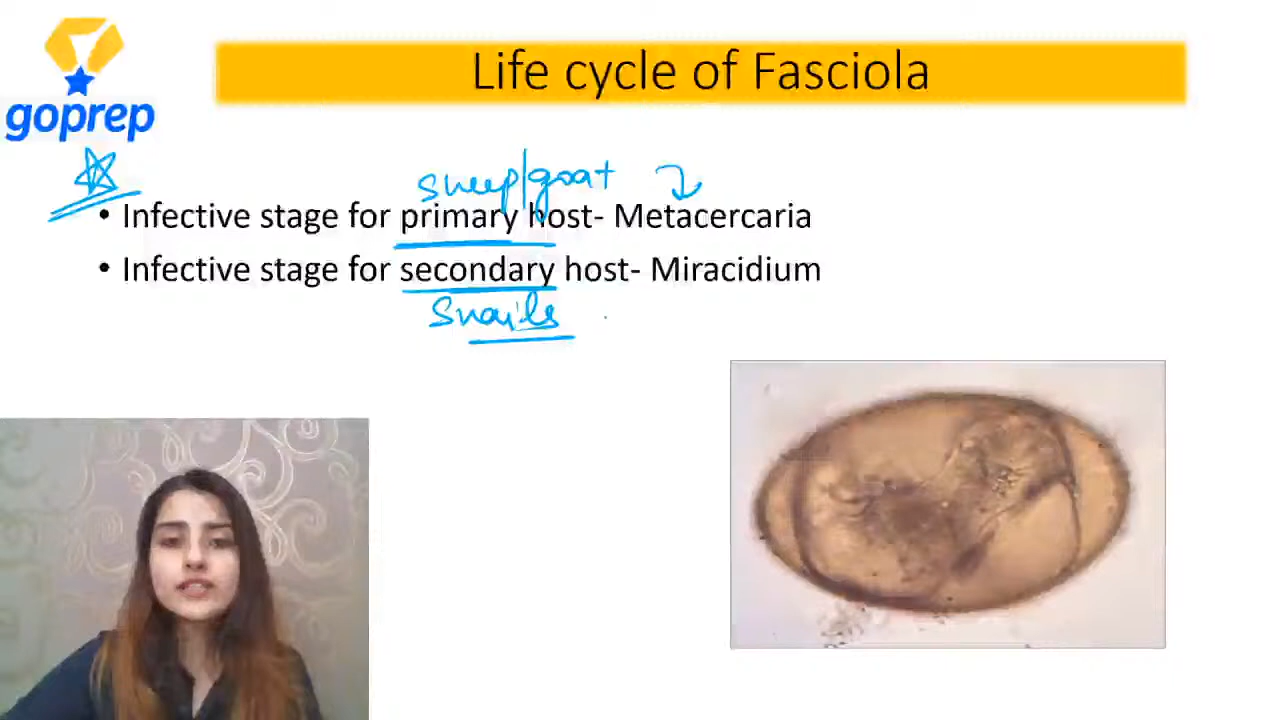 Life cycle of Fasciola
goprep
sheep/goat
• Infective stage for primary host- Metacercaria
• Infective stage for secondary host- Miracidium
Snails